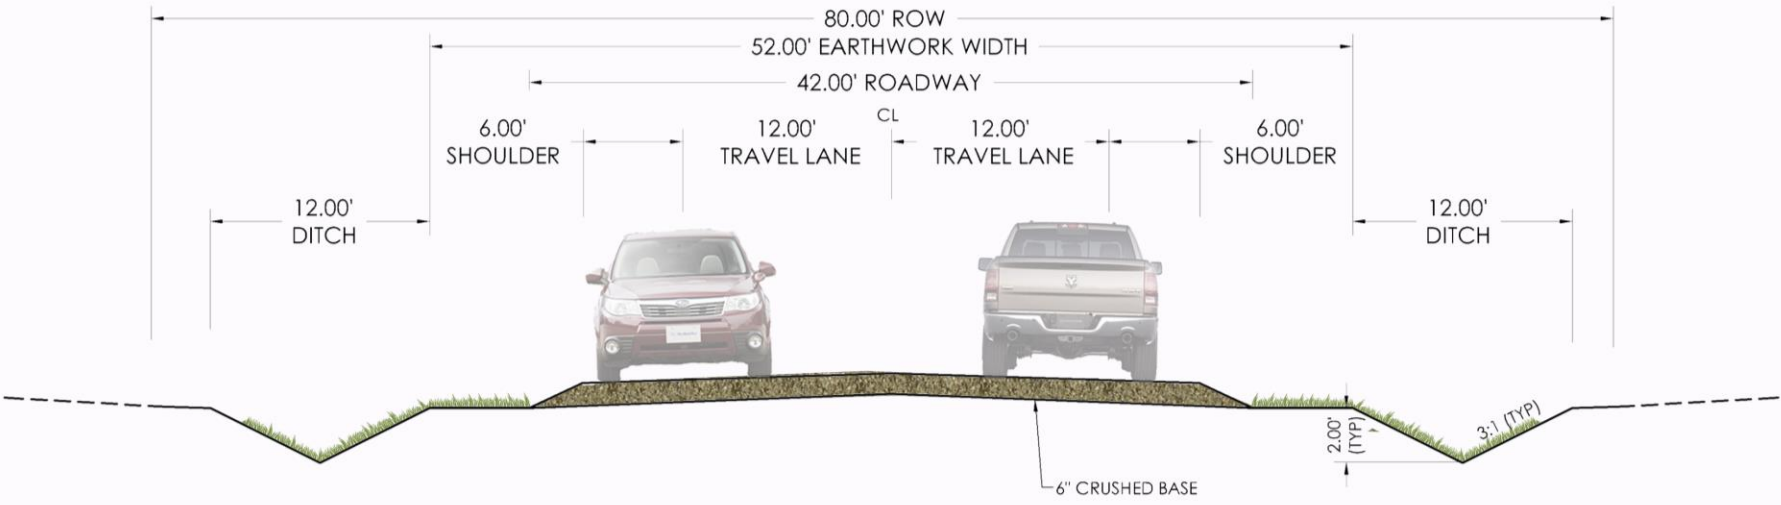 80.00' ROW
52.00' EARTHWORK WIDTH
42.00' ROADWAY
CL
6.00'
SHOULDER
12.00'
TRAVEL LANE
12.00'
TRAVEL LANE
6.00'
SHOULDER
12.00'
DITCH
12.00'
DITCH
2.00'
(TYP)
3:1 (TYP)
6" CRUSHED BASE